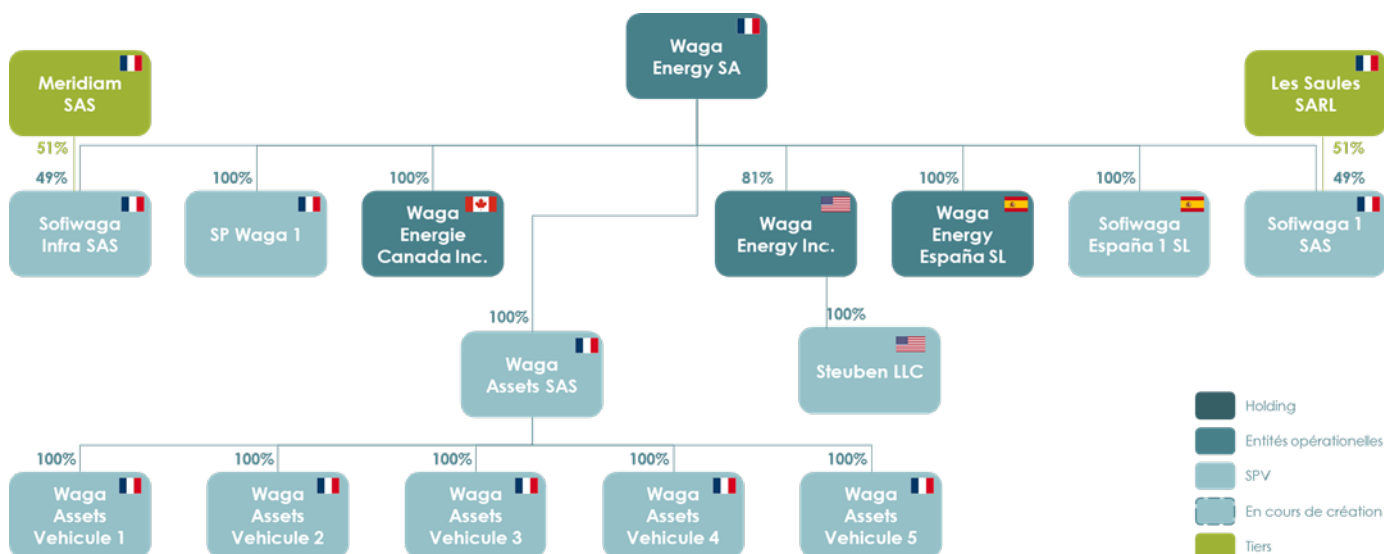 Waga
Energy SA
Meridiam
SAS
Les Saules
SARL
51%
51%
49%
100%
100%
81%
100%
100%
49%
Sofiwaga
Infra SAS
SP Waga 1
Waga
Energie
Canada Inc.
Waga
Energy Inc.
Waga
Energy
España SL
Sofiwaga
España 1 SL
Sofiwaga 1
SAS
100%
100%
Waga
Assets SAS
Steuben LLC
Holding
Entités opérationelles
SPV
En cours de création
Tiers
100%
100%
100%
100%
100%
Waga
Assets
Vehicule 1
Waga
Assets
Vehicule 2
Waga
Assets
Vehicule 3
Waga
Assets
Vehicule 4
Waga
Assets
Vehicule 5